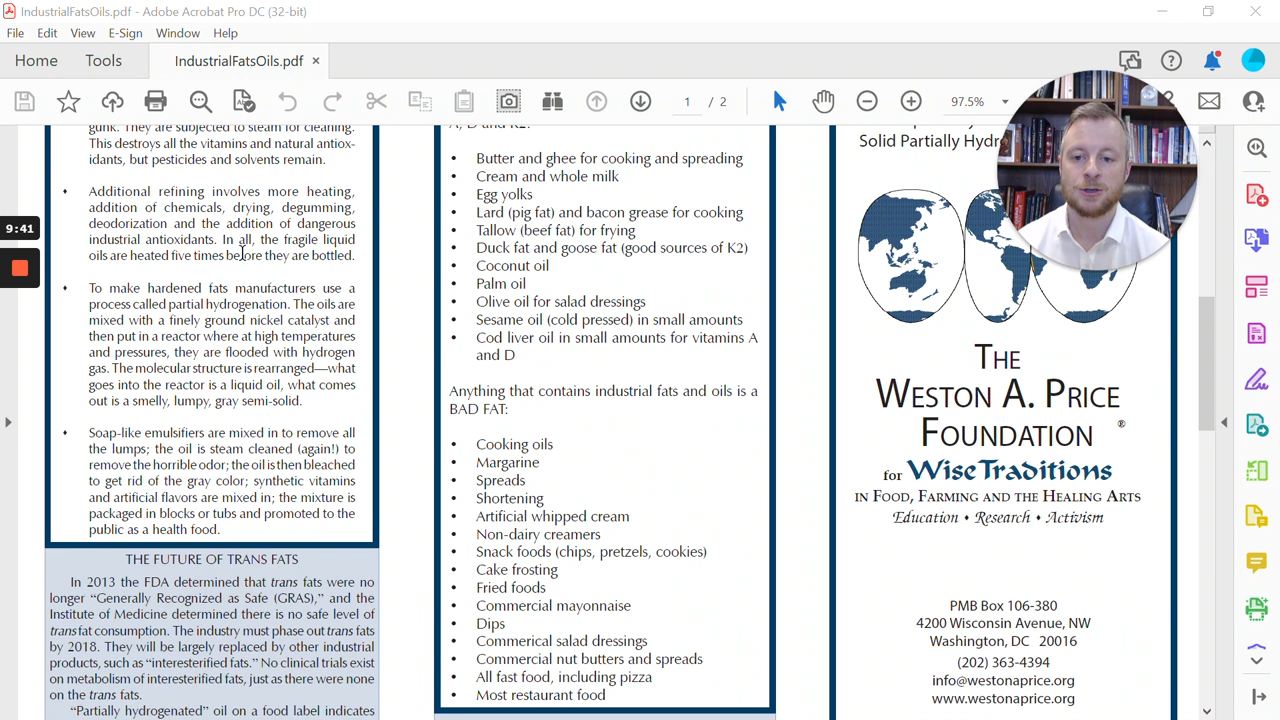 IndustrialFatsOils.pdf - Adobe Acrobat Pro DC (32-bit)
File Edit View E-Sign Window Help
Home Tools IndustrialFatsOils.pdf ×
1 / 2 97.5%
9:41
gunk. They are subjected to steam for cleaning.
This destroys all the vitamins and natural antiox-
idants, but pesticides and solvents remain.
Additional refining involves more heating,
addition of chemicals, drying, degumming,
deodorization and the addition of dangerous
industrial antioxidants. In all, the fragile liquid
oils are heated five times before they are bottled.
To make hardened fats manufacturers use a
process called partial hydrogenation. The oils are
mixed with a finely ground nickel catalyst and
then put in a reactor where at high temperatures
and pressures, they are flooded with hydrogen
gas. The molecular structure is rearranged—what
goes into the reactor is a liquid oil, what comes
out is a smelly, lumpy, gray semi-solid.
Soap-like emulsifiers are mixed in to remove all
the lumps; the oil is steam cleaned (again!) to
remove the horrible odor; the oil is then bleached
to get rid of the gray color; synthetic vitamins
and artificial flavors are mixed in; the mixture is
packaged in blocks or tubs and promoted to the
public as a health food.
THE FUTURE OF TRANS FATS
In 2013 the FDA determined that trans fats were no
longer “Generally Recognized as Safe (GRAS),” and the
Institute of Medicine determined there is no safe level of
trans fat consumption. The industry must phase out trans fats
by 2018. They will be largely replaced by other industrial
products, such as “interesterified fats.” No clinical trials exist
on metabolism of interesterified fats, just as there were none
on the trans fats.
“Partially hydrogenated” oil on a food label indicates
A, D and K2:
• Butter and ghee for cooking and spreading
• Cream and whole milk
• Egg yolks
• Lard (pig fat) and bacon grease for cooking
• Tallow (beef fat) for frying
• Duck fat and goose fat (good sources of K2)
• Coconut oil
• Palm oil
• Olive oil for salad dressings
• Sesame oil (cold pressed) in small amounts
• Cod liver oil in small amounts for vitamins A
and D
Anything that contains industrial fats and oils is a
BAD FAT:
• Cooking oils
• Margarine
• Spreads
• Shortening
• Artificial whipped cream
• Non-dairy creamers
• Snack foods (chips, pretzels, cookies)
• Cake frosting
• Fried foods
• Commercial mayonnaise
• Dips
• Commerical salad dressings
• Commercial nut butters and spreads
• All fast food, including pizza
• Most restaurant food
Solid Partially Hydr
THE
WESTON A. PRICE
FOUNDATION ®
for WiseTraditions
IN FOOD, FARMING AND THE HEALING ARTS
Education • Research • Activism
PMB Box 106-380
4200 Wisconsin Avenue, NW
Washington, DC 20016
(202) 363-4394
info@westonaprice.org
www.westonaprice.org